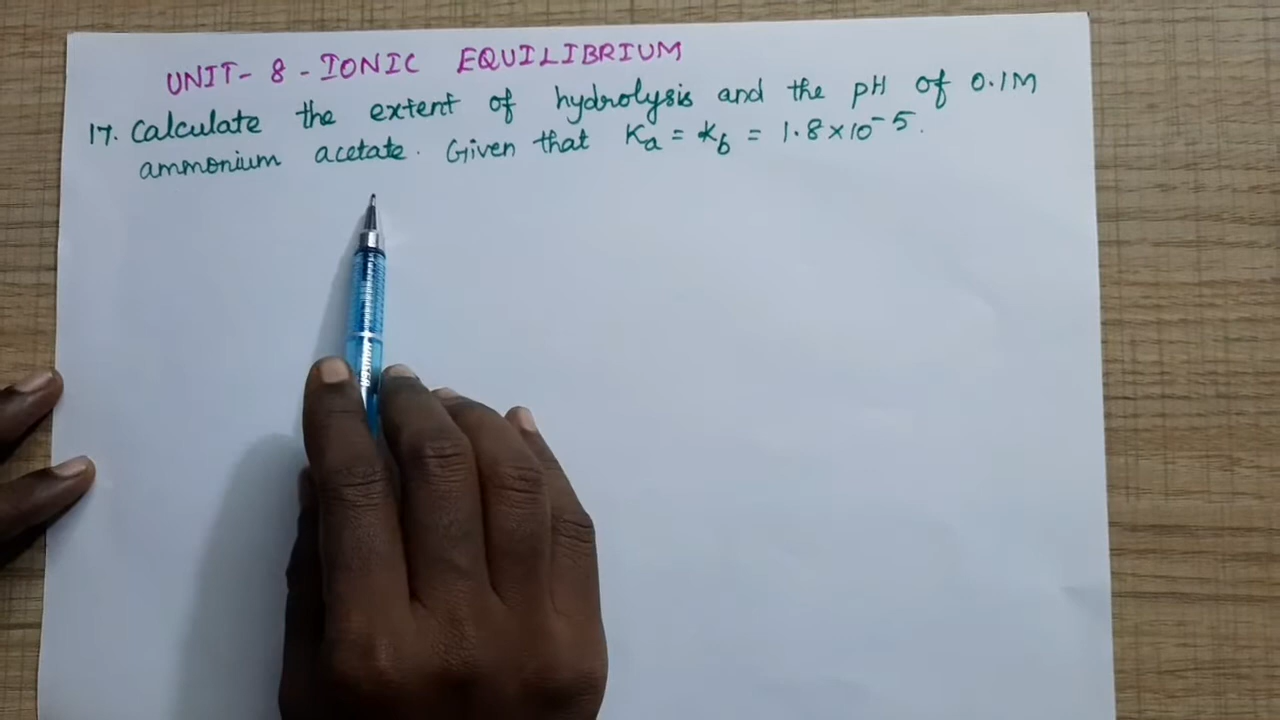 UNIT- 8 - IONIC EQUILIBRIUM
17. Calculate the extent of hydrolysis and the pH of 0.1M
ammonium acetate. Given that Ka = Kb = 1.8×10⁻⁵.